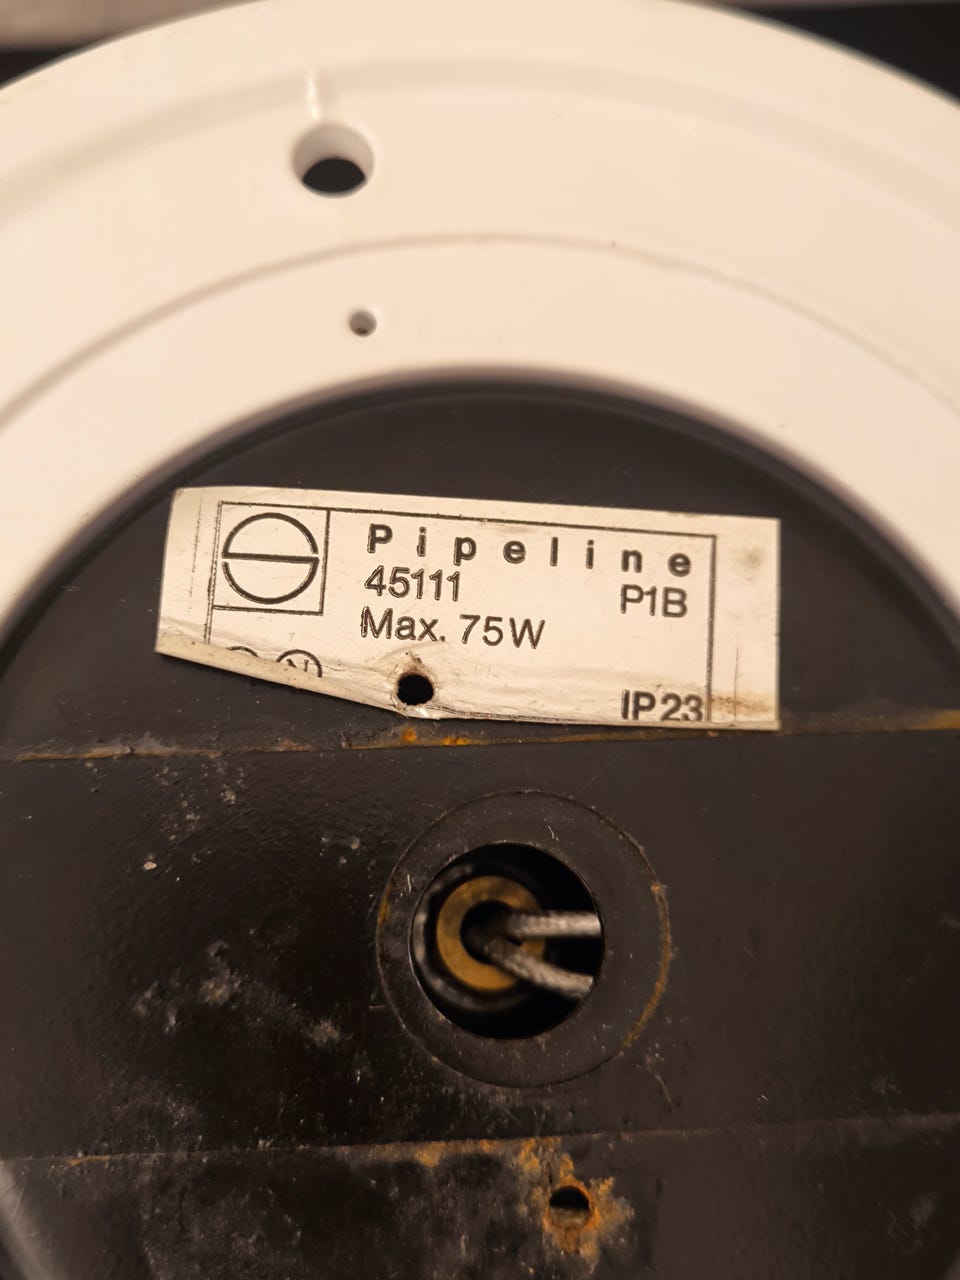 Pipeline
45111 P1B
Max. 75W
N
IP23